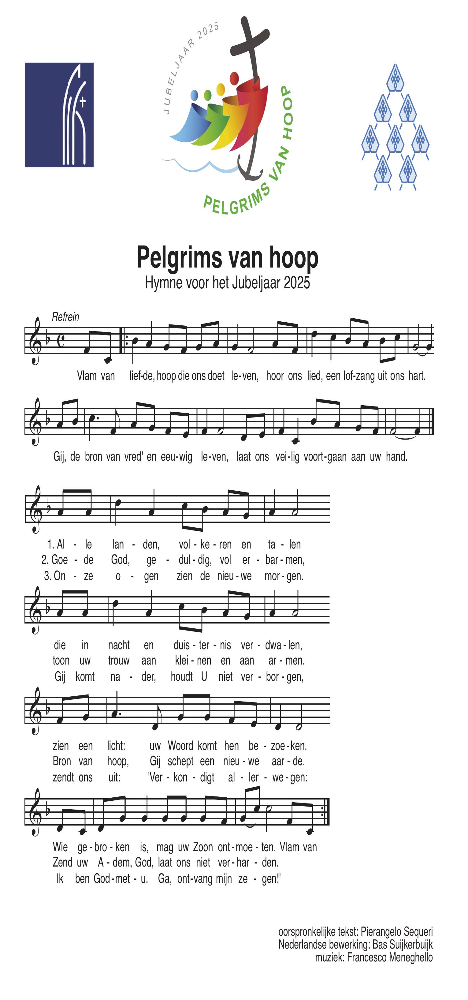 JUBELJAAR 2025
PELGRIMS VAN HOOP
Pelgrims van hoop
Hymne voor het Jubeljaar 2025
Refrein
Vlam van lief-de, hoop die ons doet le-ven, hoor ons lied, een lof-zang uit ons hart.
Gij, de bron van vred' en eeu-wig le-ven, laat ons vei-lig voort-gaan aan uw hand.
1. Al - le lan - den, vol - ke - ren en ta - len
2. Goe - de God, ge - dul - dig, vol er - bar - men,
3. On - ze o - gen zien de nieu - we mor - gen.
die in nacht en duis - ter - nis ver - dwa - len,
toon uw trouw aan klei - nen en aan ar - men.
Gij komt na - der, houdt U niet ver - bor - gen,
zien een licht: uw Woord komt hen be - zoe - ken.
Bron van hoop, Gij schept een nieu - we aar - de.
zendt ons uit: 'Ver - kon - digt al - ler - we - gen:
Wie ge - bro - ken is, mag uw Zoon ont - moe - ten. Vlam van
Zend uw A - dem, God, laat ons niet ver - har - den.
Ik ben God - met - u. Ga, ont - vang mijn ze - gen!'
oorspronkelijke tekst: Pierangelo Sequeri
Nederlandse bewerking: Bas Suijkerbuijk
muziek: Francesco Meneghello